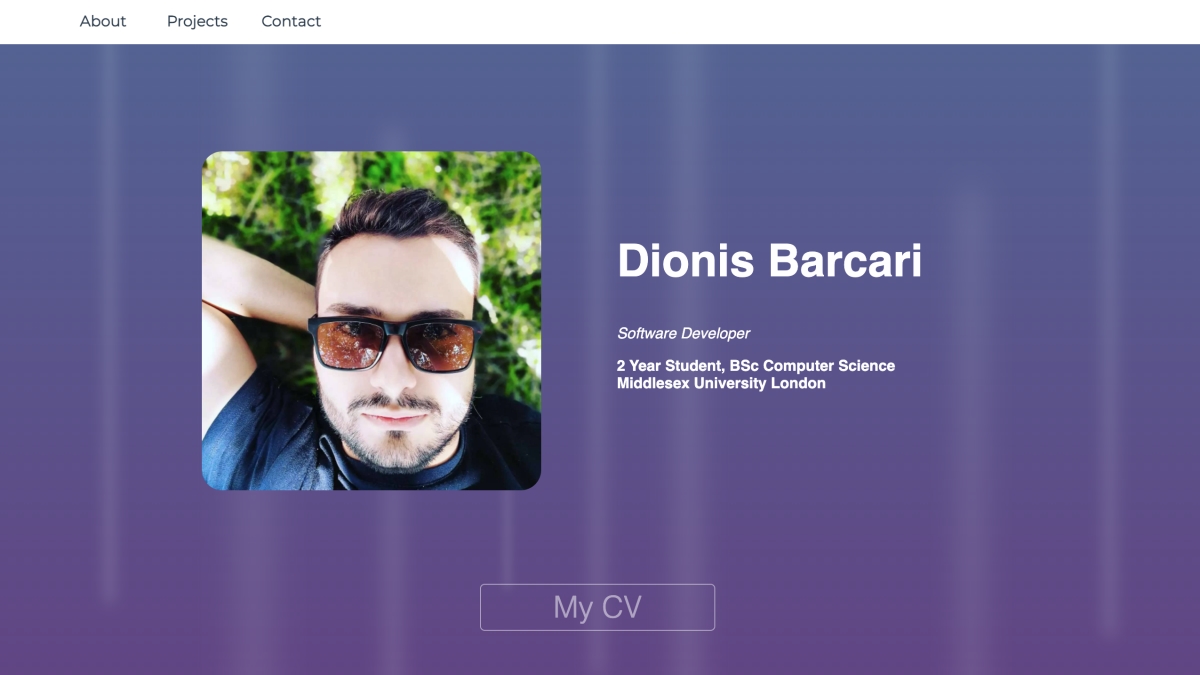 About Projects Contact
Dionis Barcari
Software Developer
2 Year Student, BSc Computer Science
Middlesex University London
My CV